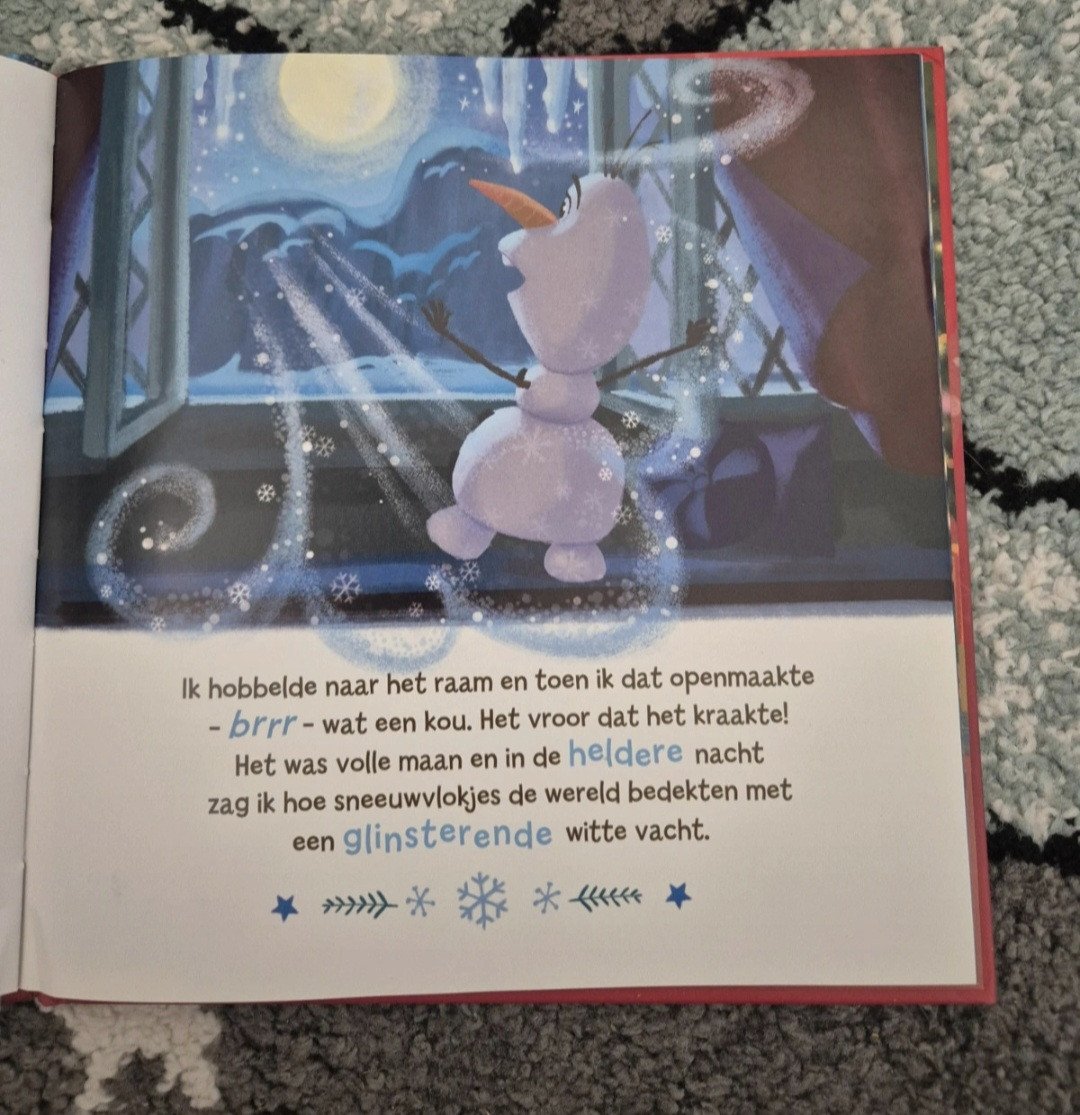 Ik hobbelde naar het raam en toen ik dat openmaakte
- brrr - wat een kou. Het vroor dat het kraakte!
Het was volle maan en in de heldere nacht
zag ik hoe sneeuwvlokjes de wereld bedekten met
een glinsterende witte vacht.